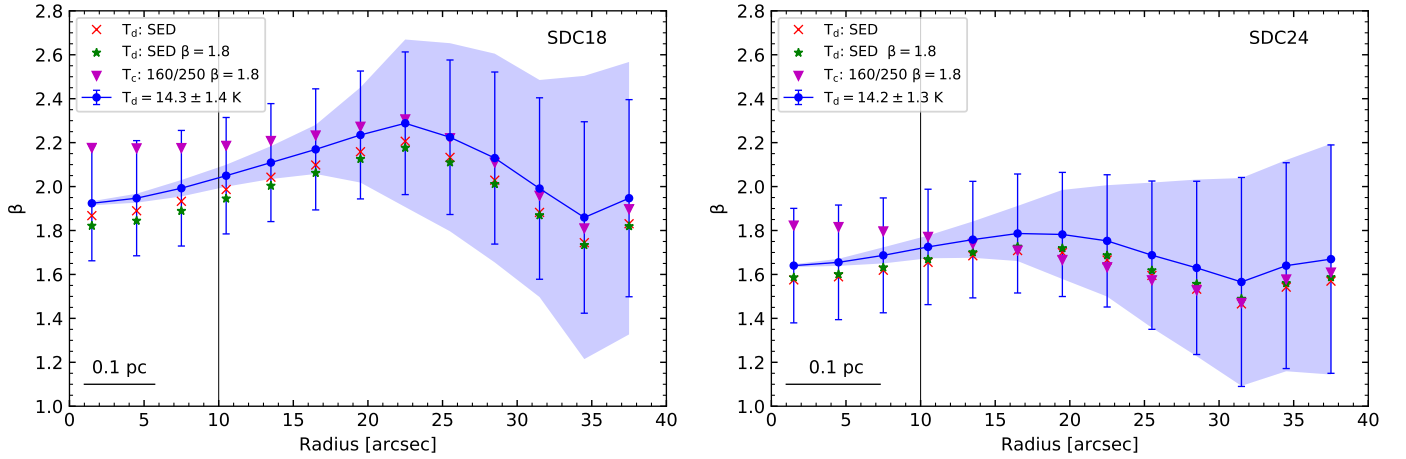 2.8
2.6
2.4
2.2
2.0
1.8
1.6
1.4
1.2
1.0
β
T_d: SED
T_d: SED β = 1.8
T_c: 160/250 β = 1.8
T_d = 14.3 ± 1.4 K
SDC18
0.1 pc
0 5 10 15 20 25 30 35 40
Radius [arcsec]
2.8
2.6
2.4
2.2
2.0
1.8
1.6
1.4
1.2
1.0
β
T_d: SED
T_d: SED β = 1.8
T_c: 160/250 β = 1.8
T_d = 14.2 ± 1.3 K
SDC24
0.1 pc
0 5 10 15 20 25 30 35 40
Radius [arcsec]